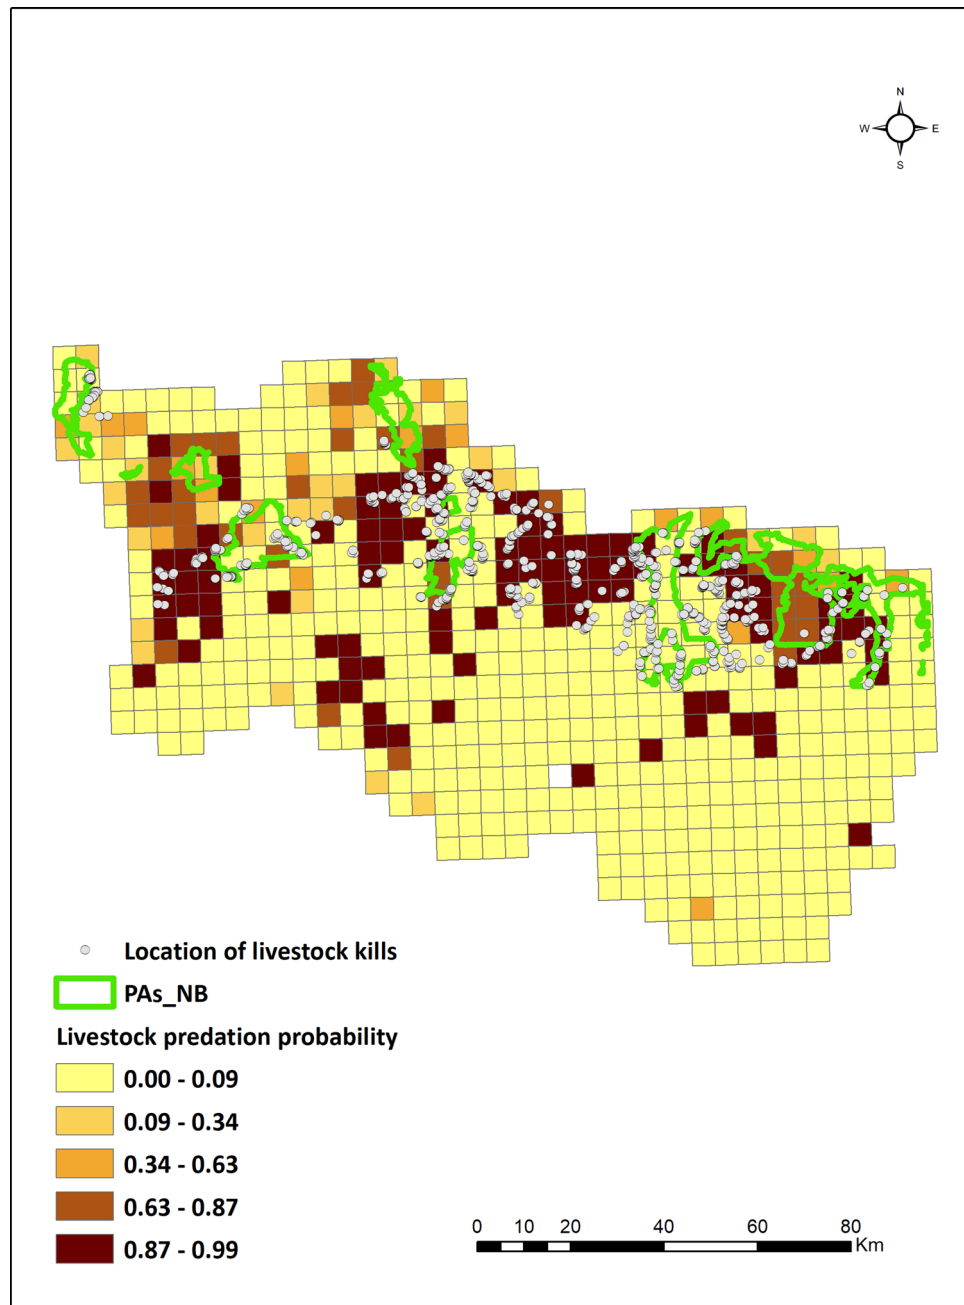 N
W E
S
Location of livestock kills
PAs_NB
Livestock predation probability
0.00 - 0.09
0.09 - 0.34
0.34 - 0.63
0.63 - 0.87
0.87 - 0.99
0 10 20 40 60 80
Km